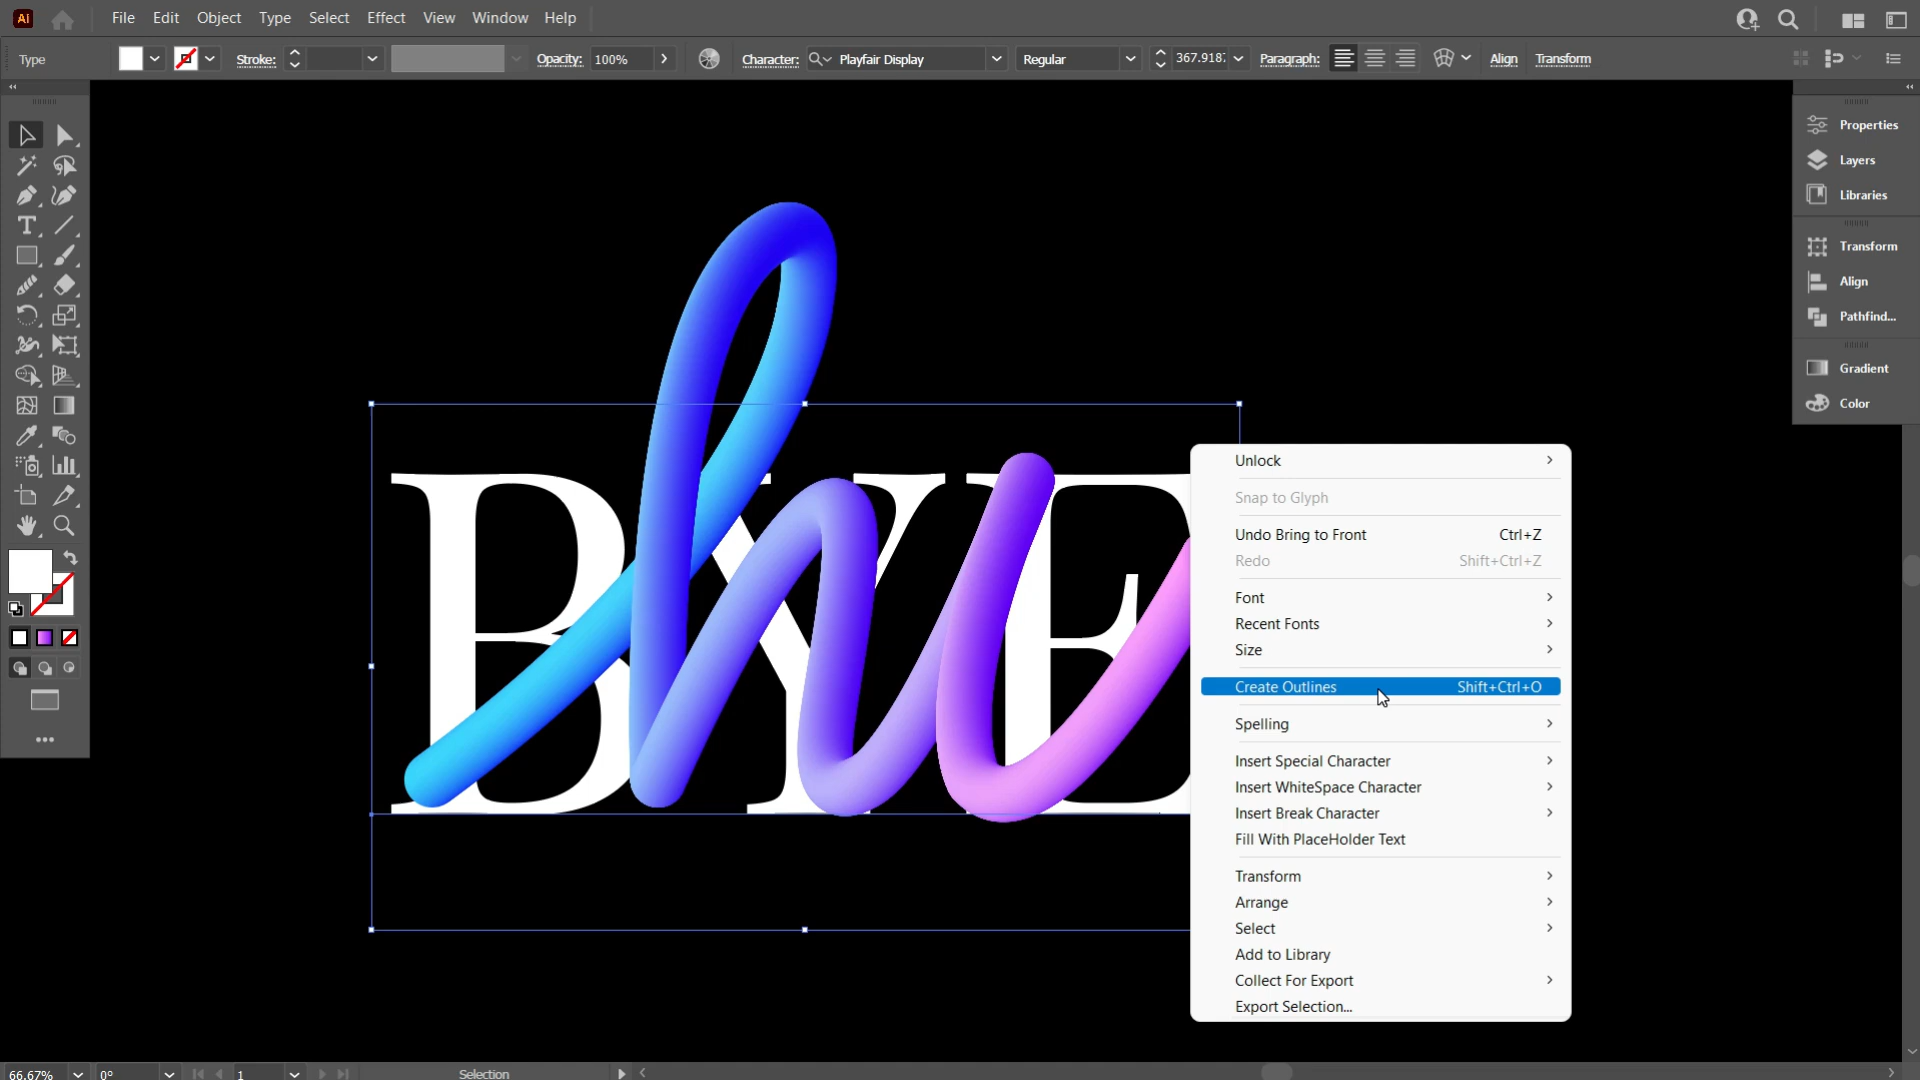 Ai File Edit Object Type Select Effect View Window Help
Type Stroke: Opacity: 100% Character: Playfair Display Regular 367.918 Paragraph: Align Transform
Properties
Layers
Libraries
Transform
Align
Pathfind...
Gradient
Color
BYE
hi
Unlock
Snap to Glyph
Undo Bring to Front Ctrl+Z
Redo Shift+Ctrl+Z
Font
Recent Fonts
Size
Create Outlines Shift+Ctrl+O
Spelling
Insert Special Character
Insert WhiteSpace Character
Insert Break Character
Fill With PlaceHolder Text
Transform
Arrange
Select
Add to Library
Collect For Export
Export Selection...
66.67% 0° 1 Selection